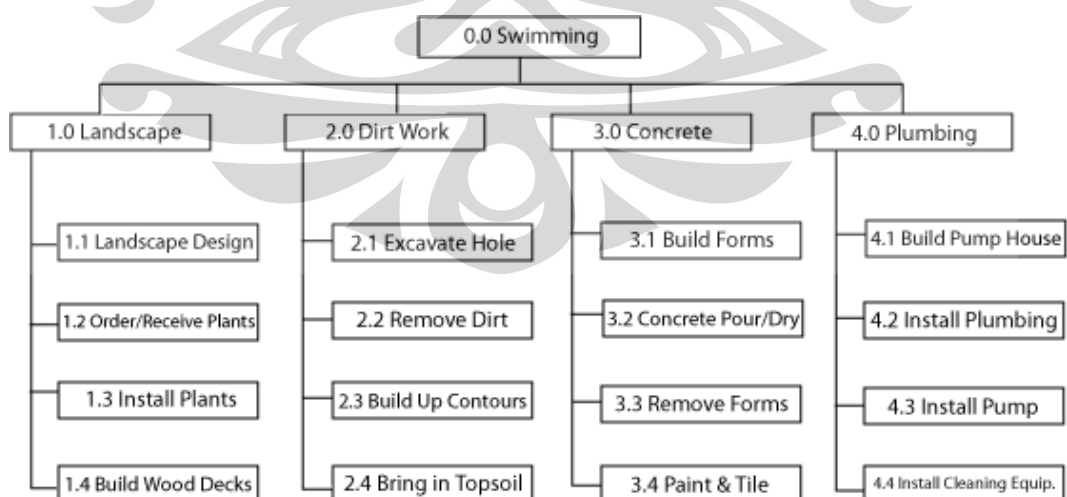 0.0 Swimming
1.0 Landscape
2.0 Dirt Work
3.0 Concrete
4.0 Plumbing
1.1 Landscape Design
2.1 Excavate Hole
3.1 Build Forms
4.1 Build Pump House
1.2 Order/Receive Plants
2.2 Remove Dirt
3.2 Concrete Pour/Dry
4.2 Install Plumbing
1.3 Install Plants
2.3 Build Up Contours
3.3 Remove Forms
4.3 Install Pump
1.4 Build Wood Decks
2.4 Bring in Topsoil
3.4 Paint & Tile
4.4 Install Cleaning Equip.